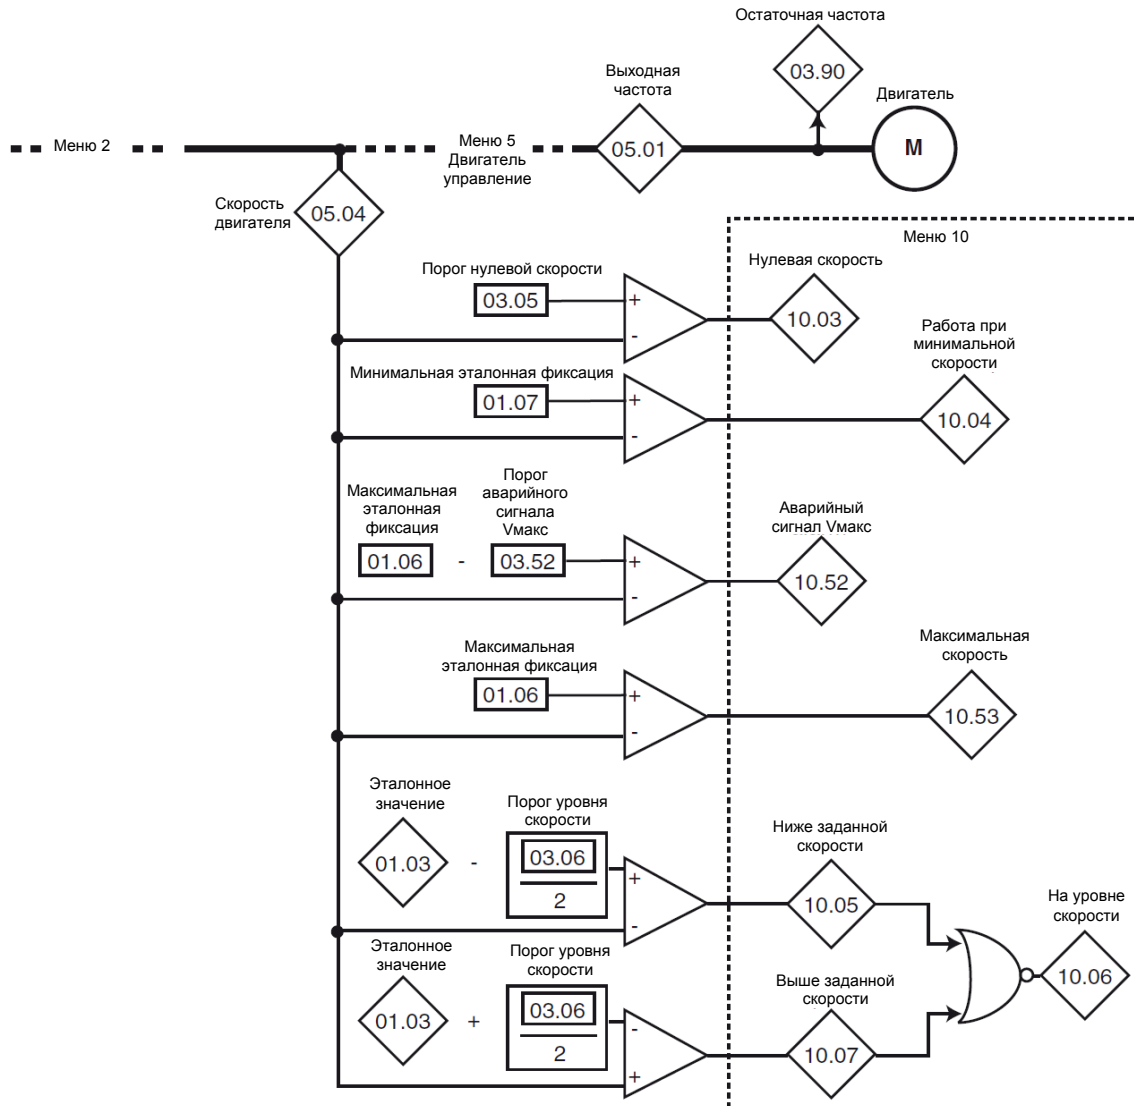 Остаточная частота
03.90
Выходная
частота
05.01
Двигатель
М
Меню 2
Меню 5
Двигатель
управление
Скорость
двигателя
05.04
Меню 10
Порог нулевой скорости
03.05
+
-
Нулевая скорость
10.03
Минимальная эталонная фиксация
01.07
+
-
Работа при
минимальной
скорости
10.04
Максимальная
эталонная
фиксация
01.06
-
Порог
аварийного
сигнала
Vмакс
03.52
+
-
Аварийный
сигнал Vмакс
10.52
Максимальная
эталонная фиксация
01.06
+
-
Максимальная
скорость
10.53
Эталонное
значение
01.03
-
Порог уровня
скорости
03.06
2
+
-
Ниже заданной
скорости
10.05
На уровне
скорости
10.06
Эталонное
значение
01.03
+
Порог уровня
скорости
03.06
2
-
+
Выше заданной
скорости
10.07